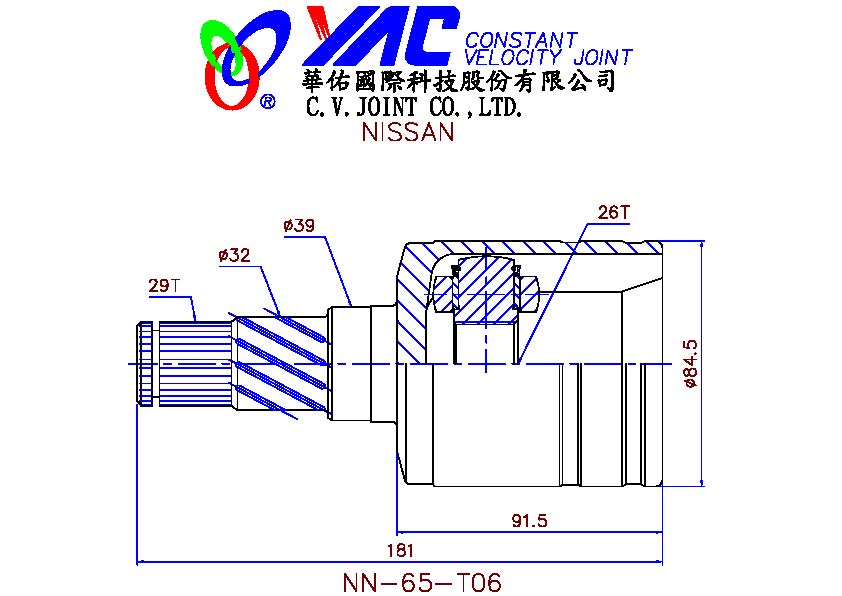 YAC CONSTANT
VELOCITY JOINT
®
華佑國際科技股份有限公司
C.V.JOINT CO.,LTD.
NISSAN
26T
ø39
ø32
29T
ø84.5
91.5
181
NN-65-T06